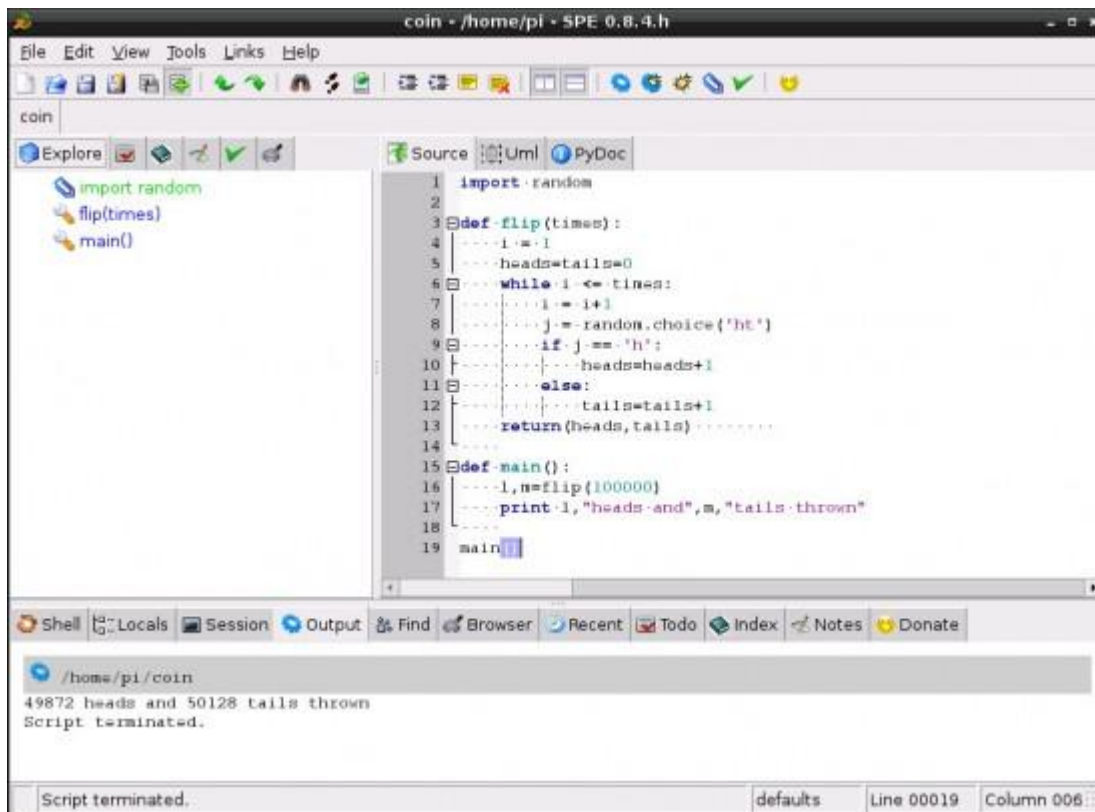 coin - /home/pi - SPE 0.8.4.h
File Edit View Tools Links Help
coin
Explore
import random
flip(times)
main()
Source Uml PyDoc
1 import random
2
3 def flip(times):
4 i = 1
5 heads=tails=0
6 while i <= times:
7 i = i+1
8 j = random.choice('ht')
9 if j == 'h':
10 heads=heads+1
11 else:
12 tails=tails+1
13 return(heads,tails)
14
15 def main():
16 l,m=flip(100000)
17 print l,"heads and",m,"tails thrown"
18
19 main()
Shell Locals Session Output Find Browser Recent Todo Index Notes Donate
/home/pi/coin
49872 heads and 50128 tails thrown
Script terminated.
Script terminated. defaults Line 00019 Column 006